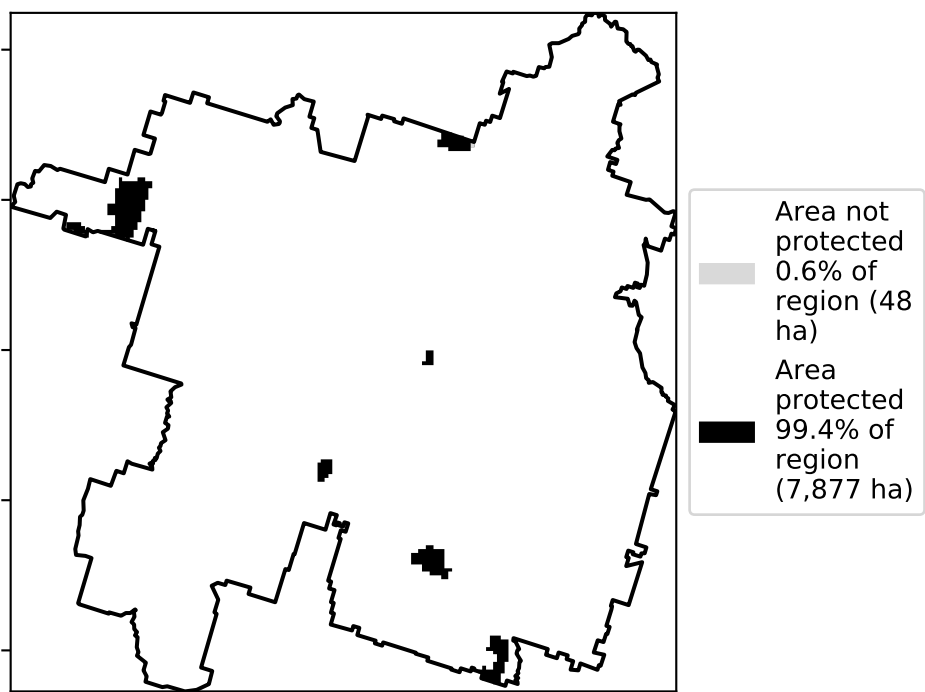 Area not
protected
0.6% of
region (48
ha)
Area
protected
99.4% of
region
(7,877 ha)